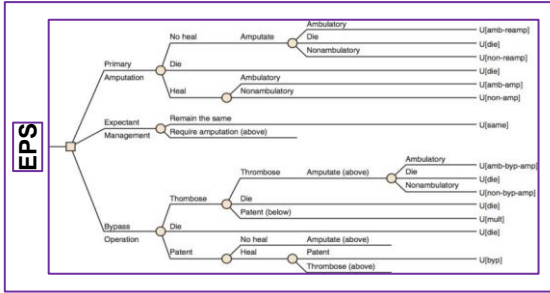 EPS
Ambulatory
No heal Amputate Die U[amb-reamp]
Nonambulatory U[die]
U[non-reamp]
Primary Die U[die]
Amputation Ambulatory
Heal Nonambulatory U[amb-amp]
U[non-amp]
Expectant Remain the same U[same]
Management Require amputation (above)
Ambulatory
Thrombose Amputate (above) Die U[amb-byp-amp]
Nonambulatory U[die]
U[non-byp-amp]
Thrombose Die U[die]
Patent (below) U[mult]
Bypass Die U[die]
Operation No heal Amputate (above)
Patent Heal Patent U[byp]
Thrombose (above)